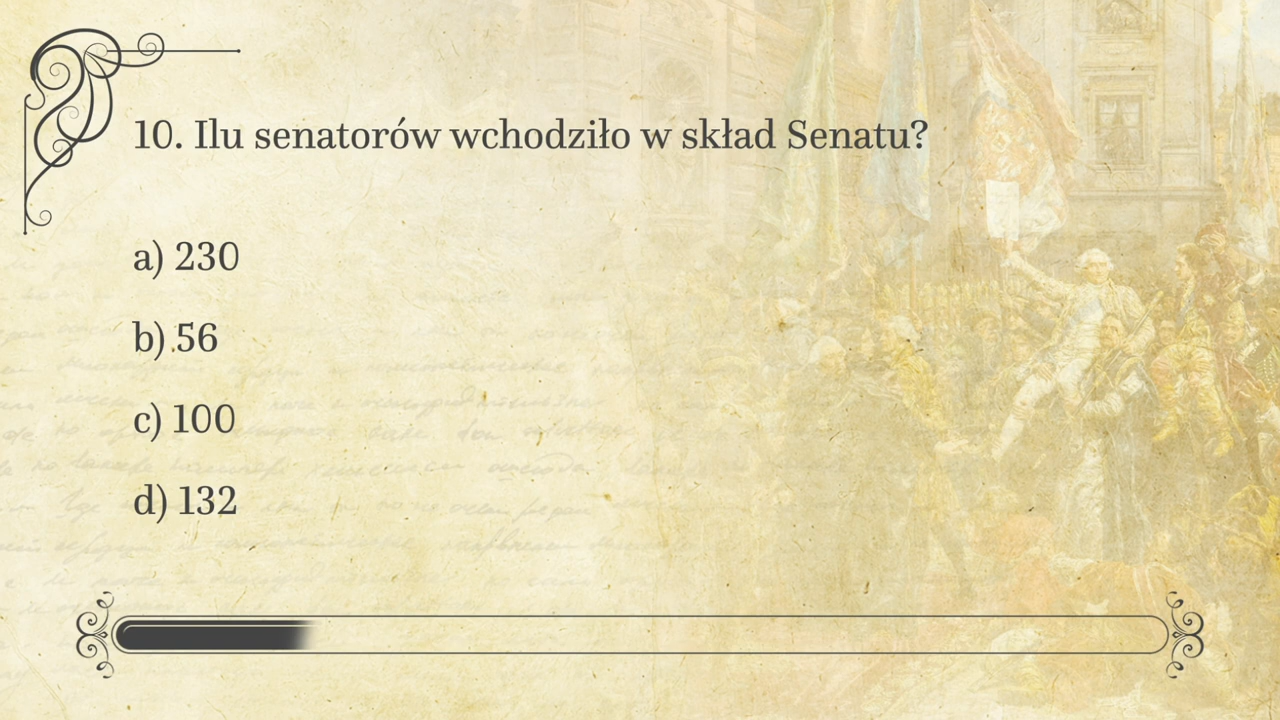 10. Ilu senatorów wchodziło w skład Senatu?
a) 230
b) 56
c) 100
d) 132